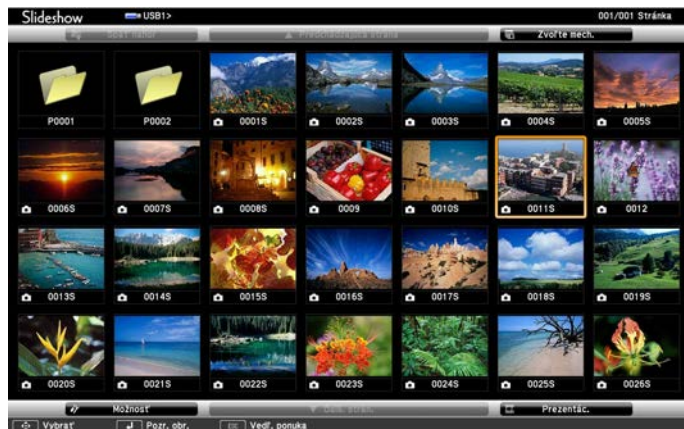 Slideshow USB1> 001/001 Stránka
Späť nahor ▲ Predchádzajúca strana Zvoľte mech.
P0001 P0002 0001S 0002S 0003S 0004S 0005S
0006S 0007S 0008S 0009 0010S 0011S 0012
0013S 0014S 0015S 0016S 0017S 0018S 0019S
0020S 0021S 0022S 0023S 0024S 0025S 0026S
Možnosť ▼ Ďalš. strán. Prezentác.
Vybrať Pozr. obr. Esc Vedľ. ponuka